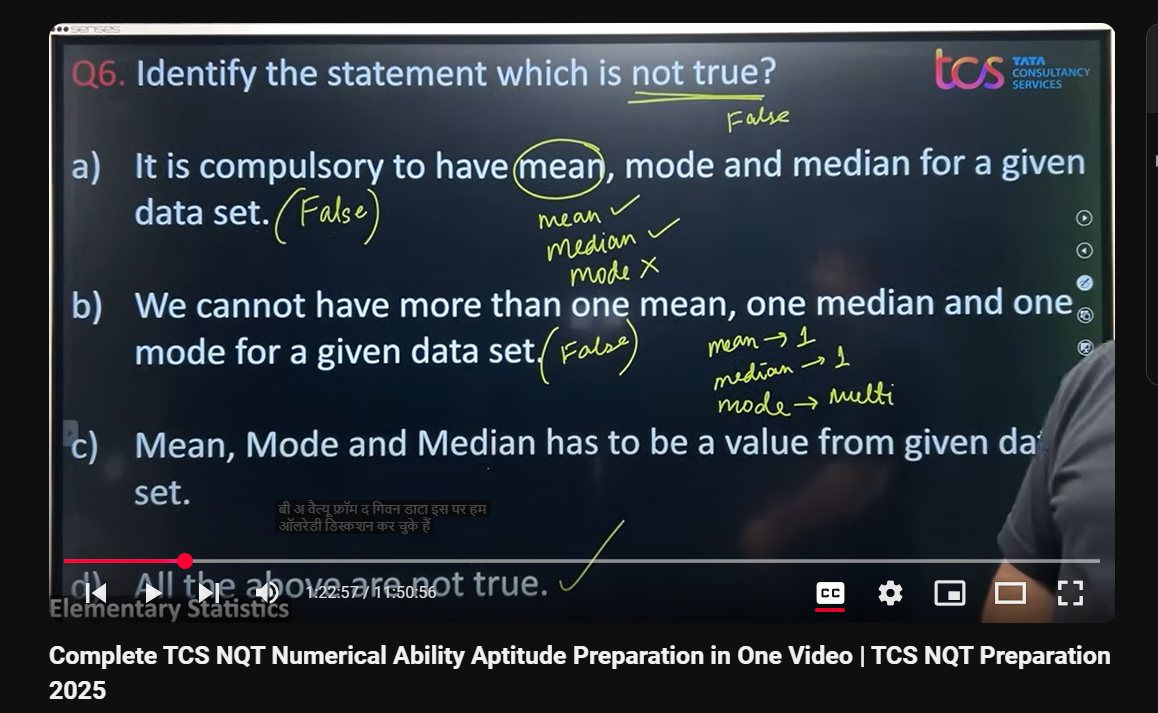 senses
Q6. Identify the statement which is not true?
tcs TATA
CONSULTANCY
SERVICES
False
a) It is compulsory to have mean, mode and median for a given
data set. (False)
mean ✓
median ✓
mode X
b) We cannot have more than one mean, one median and one
mode for a given data set. (False)
mean → 1
median → 1
mode → multi
c) Mean, Mode and Median has to be a value from given da
set.
बी अ वैल्यू फ्रॉम द गिवन डाटा इस पर हम
ऑलरेडी डिस्कशन कर चुके हैं
d) All the above are not true. ✓
1:22:57 / 11:50:56
CC
Elementary Statistics
Complete TCS NQT Numerical Ability Aptitude Preparation in One Video | TCS NQT Preparation
2025